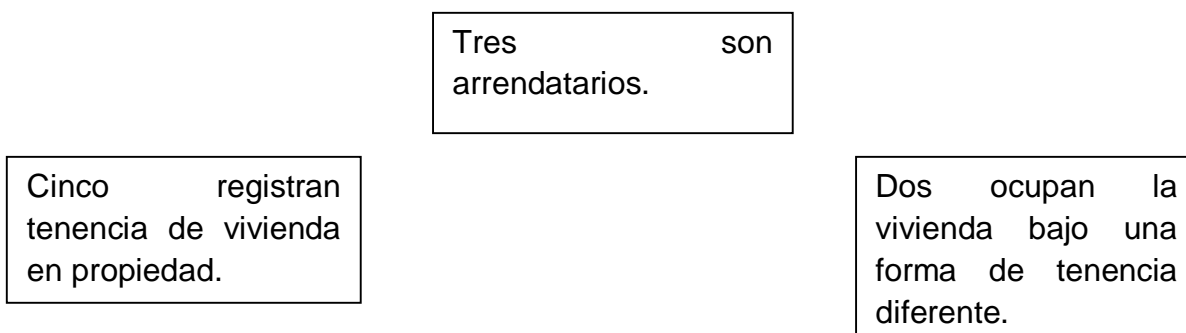 Tres son
arrendatarios.
Cinco registran
tenencia de vivienda
en propiedad.
Dos ocupan la
vivienda bajo una
forma de tenencia
diferente.